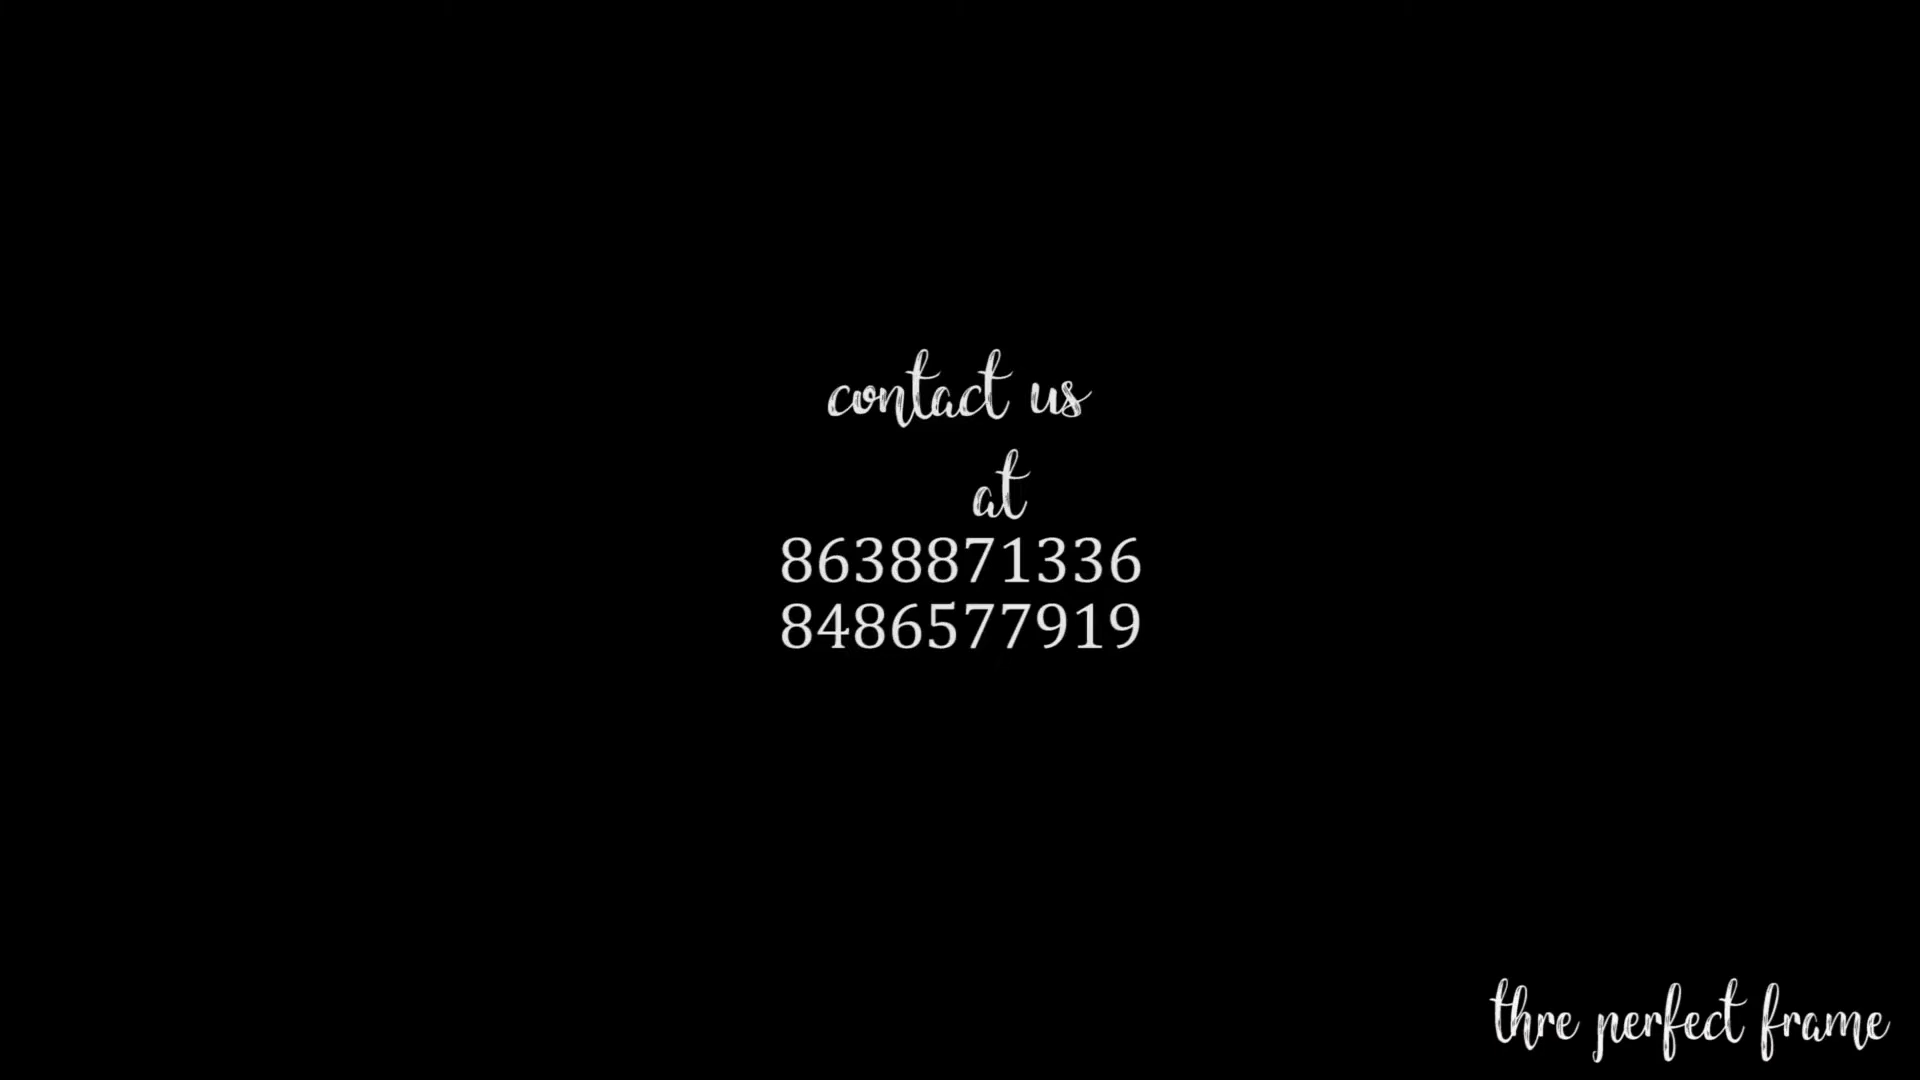 contact us
at
8638871336
8486577919
thre perfect frame